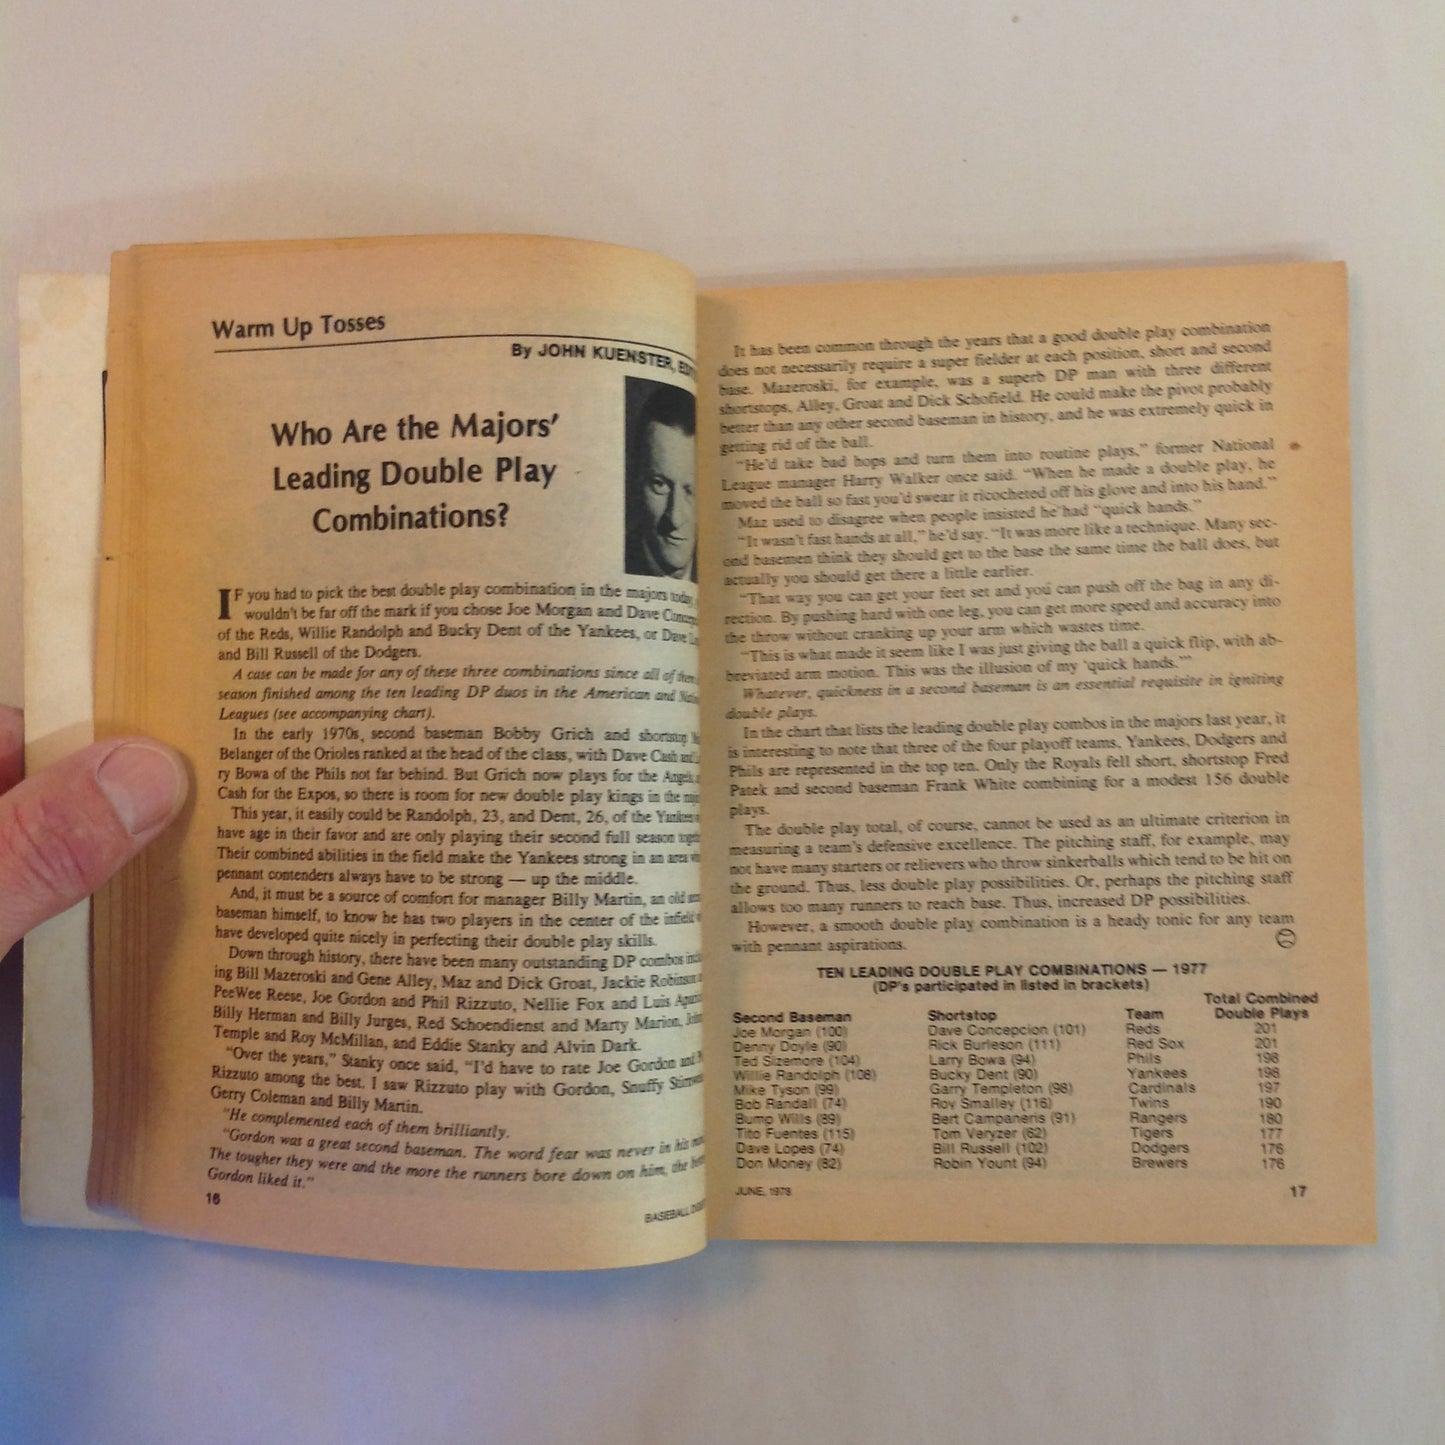 Warm Up Tosses
By JOHN KUENSTER,
Who Are the Majors'
Leading Double Play
Combinations?
IF you had to pick the best double play combination in the majors today,
wouldn't be far off the mark if you chose Joe Morgan and Dave
of the Reds, Willie Randolph and Bucky Dent of the Yankees, or Dave
and Bill Russell of the Dodgers.
A case can be made for any of these three combinations since all of them
season finished among the ten leading DP duos in the American and
Leagues (see accompanying chart).
In the early 1970s, second baseman Bobby Grich and shortstop
Belanger of the Orioles ranked at the head of the class, with Dave Cash and
ry Bowa of the Phils not far behind. But Grich now plays for the Angels,
Cash for the Expos, so there is room for new double play kings in the
This year, it easily could be Randolph, 23, and Dent, 26, of the Yankees
have age in their favor and are only playing their second full season
Their combined abilities in the field make the Yankees strong in an area
pennant contenders always have to be strong — up the middle.
And, it must be a source of comfort for manager Billy Martin, an old
baseman himself, to know he has two players in the center of the infield
have developed quite nicely in perfecting their double play skills.
Down through history, there have been many outstanding DP combos
ing Bill Mazeroski and Gene Alley, Maz and Dick Groat, Jackie Robinson
PeeWee Reese, Joe Gordon and Phil Rizzuto, Nellie Fox and Luis
Billy Herman and Billy Jurges, Red Schoendienst and Marty Marion,
Temple and Roy McMillan, and Eddie Stanky and Alvin Dark.
"Over the years," Stanky once said, "I'd have to rate Joe Gordon and
Rizzuto among the best. I saw Rizzuto play with Gordon, Snuffy
Gerry Coleman and Billy Martin.
"He complemented each of them brilliantly.
"Gordon was a great second baseman. The word fear was never in his
The tougher they were and the more the runners bore down on him, the
Gordon liked it."
16
BASEBALL
It has been common through the years that a good double play combination
does not necessarily require a super fielder at each position, short and second
base. Mazeroski, for example, was a superb DP man with three different
shortstops, Alley, Groat and Dick Schofield. He could make the pivot probably
better than any other second baseman in history, and he was extremely quick in
getting rid of the ball.
"He'd take bad hops and turn them into routine plays," former National
League manager Harry Walker once said. "When he made a double play, he
moved the ball so fast you'd swear it ricocheted off his glove and into his hand."
Maz used to disagree when people insisted he had "quick hands."
"It wasn't fast hands at all," he'd say. "It was more like a technique. Many sec-
ond basemen think they should get to the base the same time the ball does, but
actually you should get there a little earlier.
"That way you can get your feet set and you can push off the bag in any di-
rection. By pushing hard with one leg, you can get more speed and accuracy into
the throw without cranking up your arm which wastes time.
"This is what made it seem like I was just giving the ball a quick flip, with ab-
breviated arm motion. This was the illusion of my 'quick hands.'"
Whatever, quickness in a second baseman is an essential requisite in igniting
double plays.
In the chart that lists the leading double play combos in the majors last year, it
is interesting to note that three of the four playoff teams, Yankees, Dodgers and
Phils are represented in the top ten. Only the Royals fell short, shortstop Fred
Patek and second baseman Frank White combining for a modest 156 double
plays.
The double play total, of course, cannot be used as an ultimate criterion in
measuring a team's defensive excellence. The pitching staff, for example, may
not have many starters or relievers who throw sinkerballs which tend to be hit on
the ground. Thus, less double play possibilities. Or, perhaps the pitching staff
allows too many runners to reach base. Thus, increased DP possibilities.
However, a smooth double play combination is a heady tonic for any team
with pennant aspirations.
TEN LEADING DOUBLE PLAY COMBINATIONS — 1977
(DP's participated in listed in brackets)
Total Combined
Second Baseman Shortstop Team Double Plays
Joe Morgan (100) Dave Concepcion (101) Reds 201
Denny Doyle (90) Rick Burleson (111) Red Sox 201
Ted Sizemore (104) Larry Bowa (94) Phils 198
Willie Randolph (108) Bucky Dent (90) Yankees 198
Mike Tyson (99) Garry Templeton (98) Cardinals 197
Bob Randall (74) Roy Smalley (116) Twins 190
Bump Wills (89) Bert Campaneris (91) Rangers 180
Tito Fuentes (115) Tom Veryzer (62) Tigers 177
Dave Lopes (74) Bill Russell (102) Dodgers 176
Don Money (82) Robin Yount (94) Brewers 176
JUNE, 1978
17